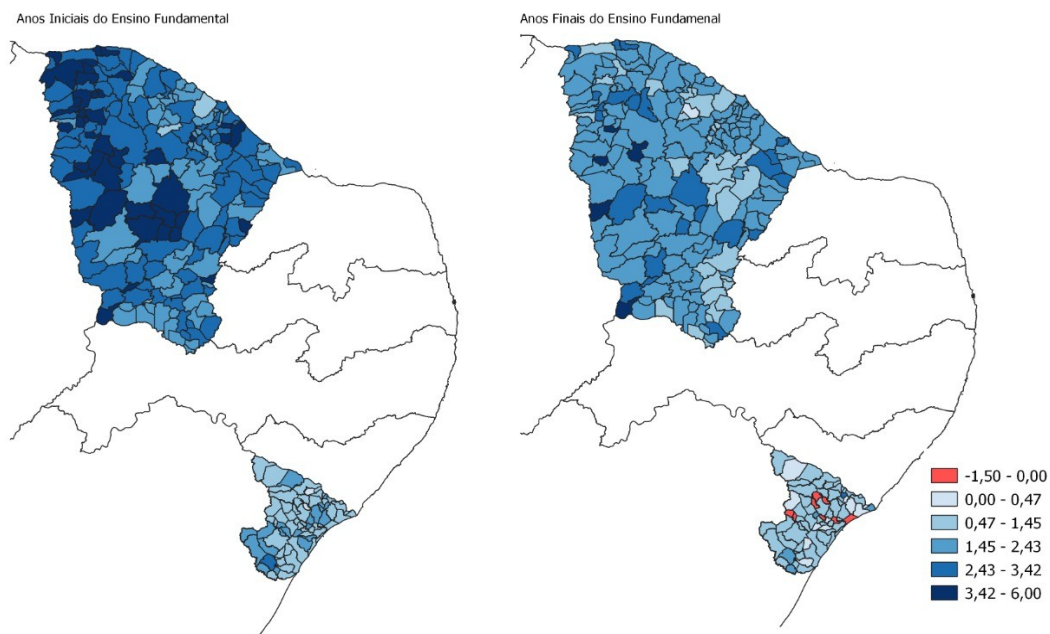 Anos Iniciais do Ensino Fundamental
Anos Finais do Ensino Fundamenal
-1,50 - 0,00
0,00 - 0,47
0,47 - 1,45
1,45 - 2,43
2,43 - 3,42
3,42 - 6,00